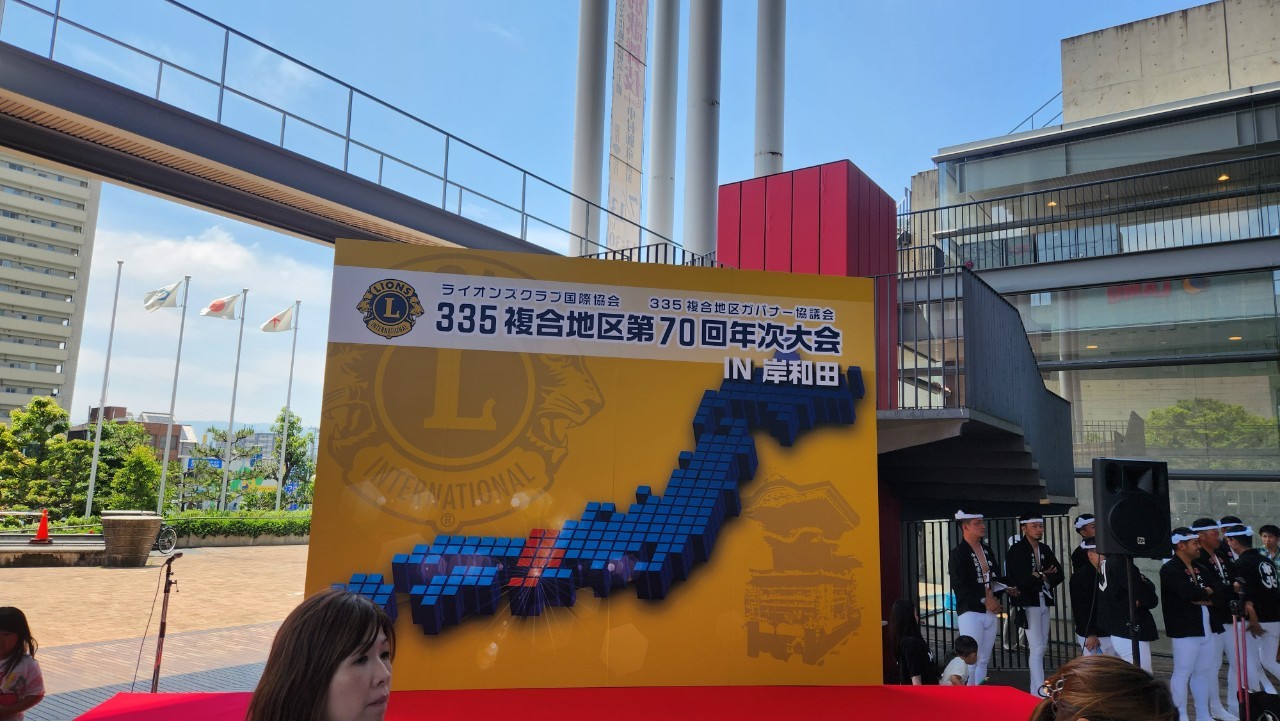 LIONS
L
INTERNATIONAL
ライオンズクラブ国際協会 335複合地区ガバナー協議会
335複合地区第70回年次大会
IN 岸和田
L
INTERNATIONAL
®